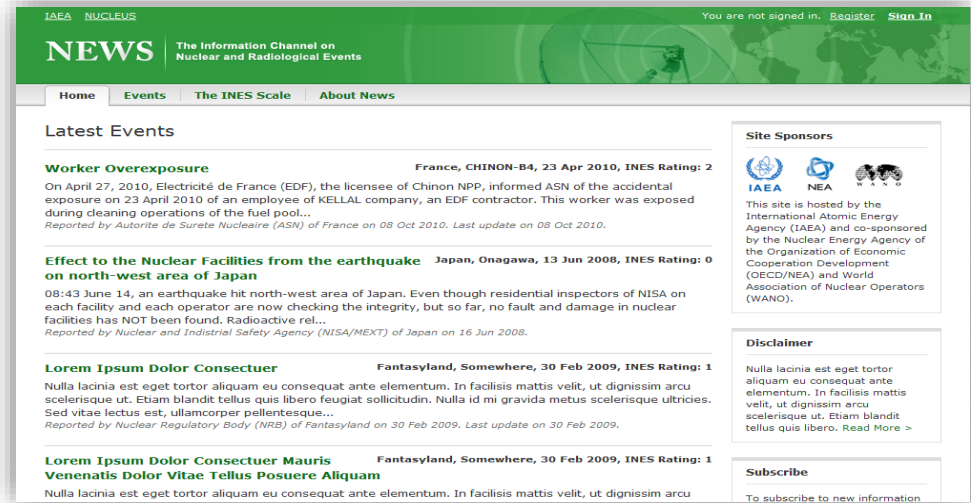 IAEA NUCLEUS
You are not signed in. Register Sign In
NEWS
The Information Channel on
Nuclear and Radiological Events
Home Events The INES Scale About News
Latest Events
Worker Overexposure France, CHINON-B4, 23 Apr 2010, INES Rating: 2
On April 27, 2010, Electricité de France (EDF), the licensee of Chinon NPP, informed ASN of the accidental
exposure on 23 April 2010 of an employee of KELLAL company, an EDF contractor. This worker was exposed
during cleaning operations of the fuel pool...
Reported by Autorite de Surete Nucleaire (ASN) of France on 08 Oct 2010. Last update on 08 Oct 2010.
Effect to the Nuclear Facilities from the earthquake Japan, Onagawa, 13 Jun 2008, INES Rating: 0
on north-west area of Japan
08:43 June 14, an earthquake hit north-west area of Japan. Even though residential inspectors of NISA on
each facility and each operator are now checking the integrity, but so far, no fault and damage in nuclear
facilities has NOT been found. Radioactive rel...
Reported by Nuclear and Indistrial Safety Agency (NISA/MEXT) of Japan on 16 Jun 2008.
Lorem Ipsum Dolor Consectuer Fantasyland, Somewhere, 30 Feb 2009, INES Rating: 1
Nulla lacinia est eget tortor aliquam eu consequat ante elementum. In facilisis mattis velit, ut dignissim arcu
scelerisque ut. Etiam blandit tellus quis libero feugiat sollicitudin. Nulla id mi gravida metus scelerisque ultricies.
Sed vitae lectus est, ullamcorper pellentesque...
Reported by Nuclear Regulatory Body (NRB) of Fantasyland on 30 Feb 2009. Last update on 30 Feb 2009.
Lorem Ipsum Dolor Consectuer Mauris Fantasyland, Somewhere, 30 Feb 2009, INES Rating: 1
Venenatis Dolor Vitae Tellus Posuere Aliquam
Nulla lacinia est eget tortor aliquam eu consequat ante elementum. In facilisis mattis velit, ut dignissim arcu
Site Sponsors
IAEA NEA WANO
This site is hosted by the
International Atomic Energy
Agency (IAEA) and co-sponsored
by the Nuclear Energy Agency of
the Organization of Economic
Cooperation Development
(OECD/NEA) and World
Association of Nuclear Operators
(WANO).
Disclaimer
Nulla lacinia est eget tortor
aliquam eu consequat ante
elementum. In facilisis mattis
velit, ut dignissim arcu
scelerisque ut. Etiam blandit
tellus quis libero. Read More >
Subscribe
To subscribe to new information